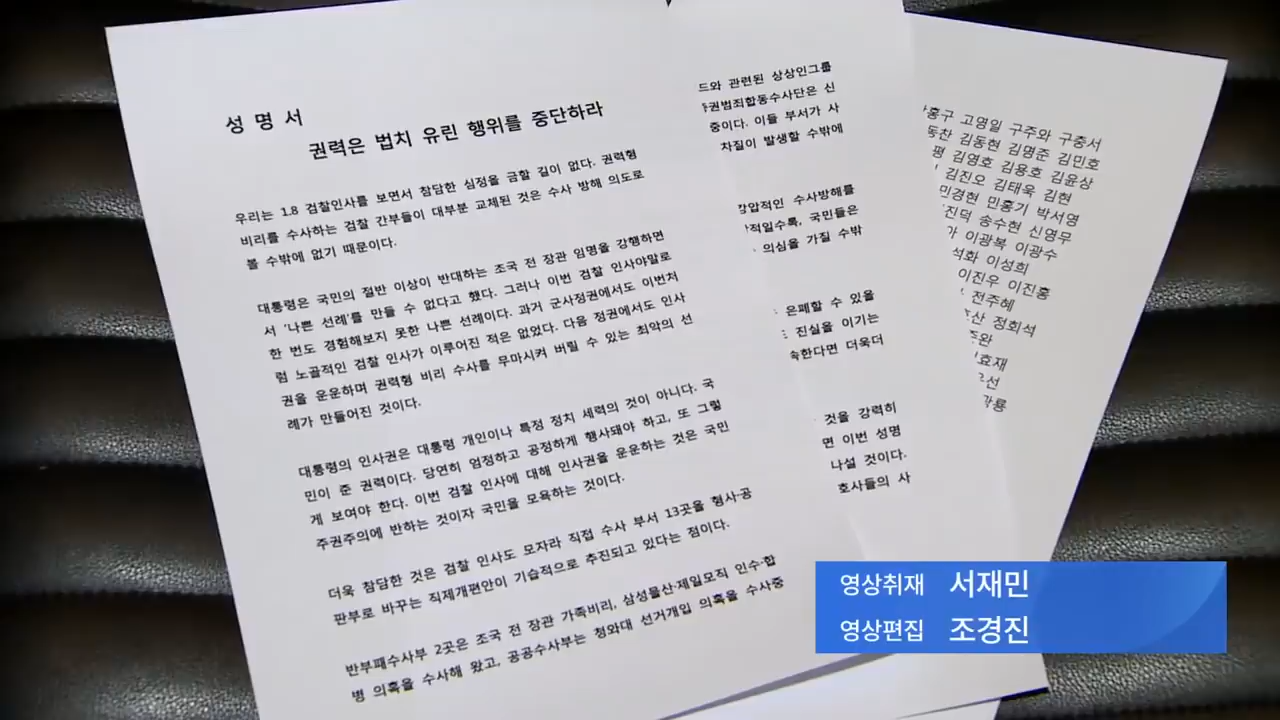 성 명 서
권력은 법치 유린 행위를 중단하라
우리는 1.8 검찰인사를 보면서 참담한 심정을 금할 길이 없다. 권력형
비리를 수사하는 검찰 간부들이 대부분 교체된 것은 수사 방해 의도로
볼 수밖에 없기 때문이다.
대통령은 국민의 절반 이상이 반대하는 조국 전 장관 임명을 강행하면
서 '나쁜 선례'를 만들 수 없다고 했다. 그러나 이번 검찰 인사야말로
한 번도 경험해보지 못한 나쁜 선례이다. 과거 군사정권에서도 이번처
럼 노골적인 검찰 인사가 이루어진 적은 없었다. 다음 정권에서도 인사
권을 운운하며 권력형 비리 수사를 무마시켜 버릴 수 있는 최악의 선
례가 만들어진 것이다.
대통령의 인사권은 대통령 개인이나 특정 정치 세력의 것이 아니다. 국
민이 준 권력이다. 당연히 엄정하고 공정하게 행사돼야 하고, 또 그렇
게 보여야 한다. 이번 검찰 인사에 대해 인사권을 운운하는 것은 국민
주권주의에 반하는 것이자 국민을 모욕하는 것이다.
더욱 참담한 것은 검찰 인사도 모자라 직접 수사 부서 13곳을 형사·공
판부로 바꾸는 직제개편안이 기습적으로 추진되고 있다는 점이다.
반부패수사부 2곳은 조국 전 장관 가족비리, 삼성물산·제일모직 인수·합
병 의혹을 수사해 왔고, 공공수사부는 청와대 선거개입 의혹을 수사중
드와 관련된 상상인그룹
증권범죄합동수사단은 신
중이다. 이들 부서가 사
차질이 발생할 수밖에
강압적인 수사방해를
적일수록, 국민들은
의심을 가질 수밖
은폐할 수 있을
진실을 이기는
속한다면 더욱더
것을 강력히
면 이번 성명
나설 것이다.
호사들의 사
홍구 고영일 구주와 구충서
동찬 김동현 김명준 김민호
평 김영호 김용호 김윤상
김진오 김태욱 김현
민경현 민홍기 박서영
진덕 송수현 신영무
이광복 이광수
석화 이성희
이진우 이진홍
전주혜
산 정회석
완
효재
선
룡
영상취재 서재민
영상편집 조경진